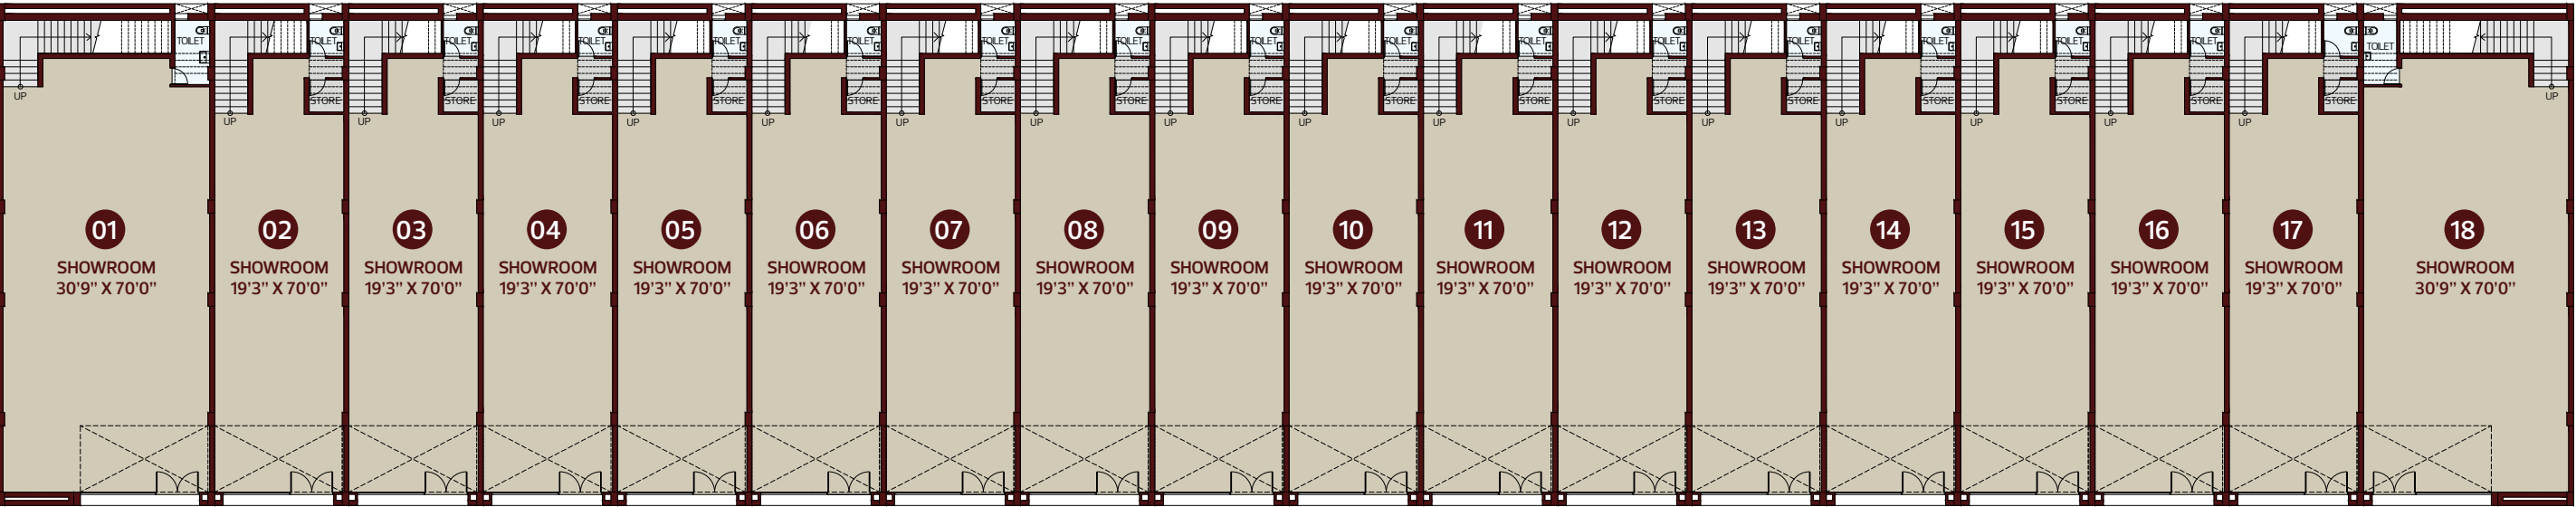 TOILET
UP
01
SHOWROOM
30'9" X 70'0"
TOILET
STORE
UP
02
SHOWROOM
19'3" X 70'0"
TOILET
STORE
UP
03
SHOWROOM
19'3" X 70'0"
TOILET
STORE
UP
04
SHOWROOM
19'3" X 70'0"
TOILET
STORE
UP
05
SHOWROOM
19'3" X 70'0"
TOILET
STORE
UP
06
SHOWROOM
19'3" X 70'0"
TOILET
STORE
UP
07
SHOWROOM
19'3" X 70'0"
TOILET
STORE
UP
08
SHOWROOM
19'3" X 70'0"
TOILET
STORE
UP
09
SHOWROOM
19'3" X 70'0"
TOILET
STORE
UP
10
SHOWROOM
19'3" X 70'0"
TOILET
STORE
UP
11
SHOWROOM
19'3" X 70'0"
TOILET
STORE
UP
12
SHOWROOM
19'3" X 70'0"
TOILET
STORE
UP
13
SHOWROOM
19'3" X 70'0"
TOILET
STORE
UP
14
SHOWROOM
19'3" X 70'0"
TOILET
STORE
UP
15
SHOWROOM
19'3" X 70'0"
TOILET
STORE
UP
16
SHOWROOM
19'3" X 70'0"
TOILET
STORE
UP
17
SHOWROOM
19'3" X 70'0"
TOILET
UP
18
SHOWROOM
30'9" X 70'0"